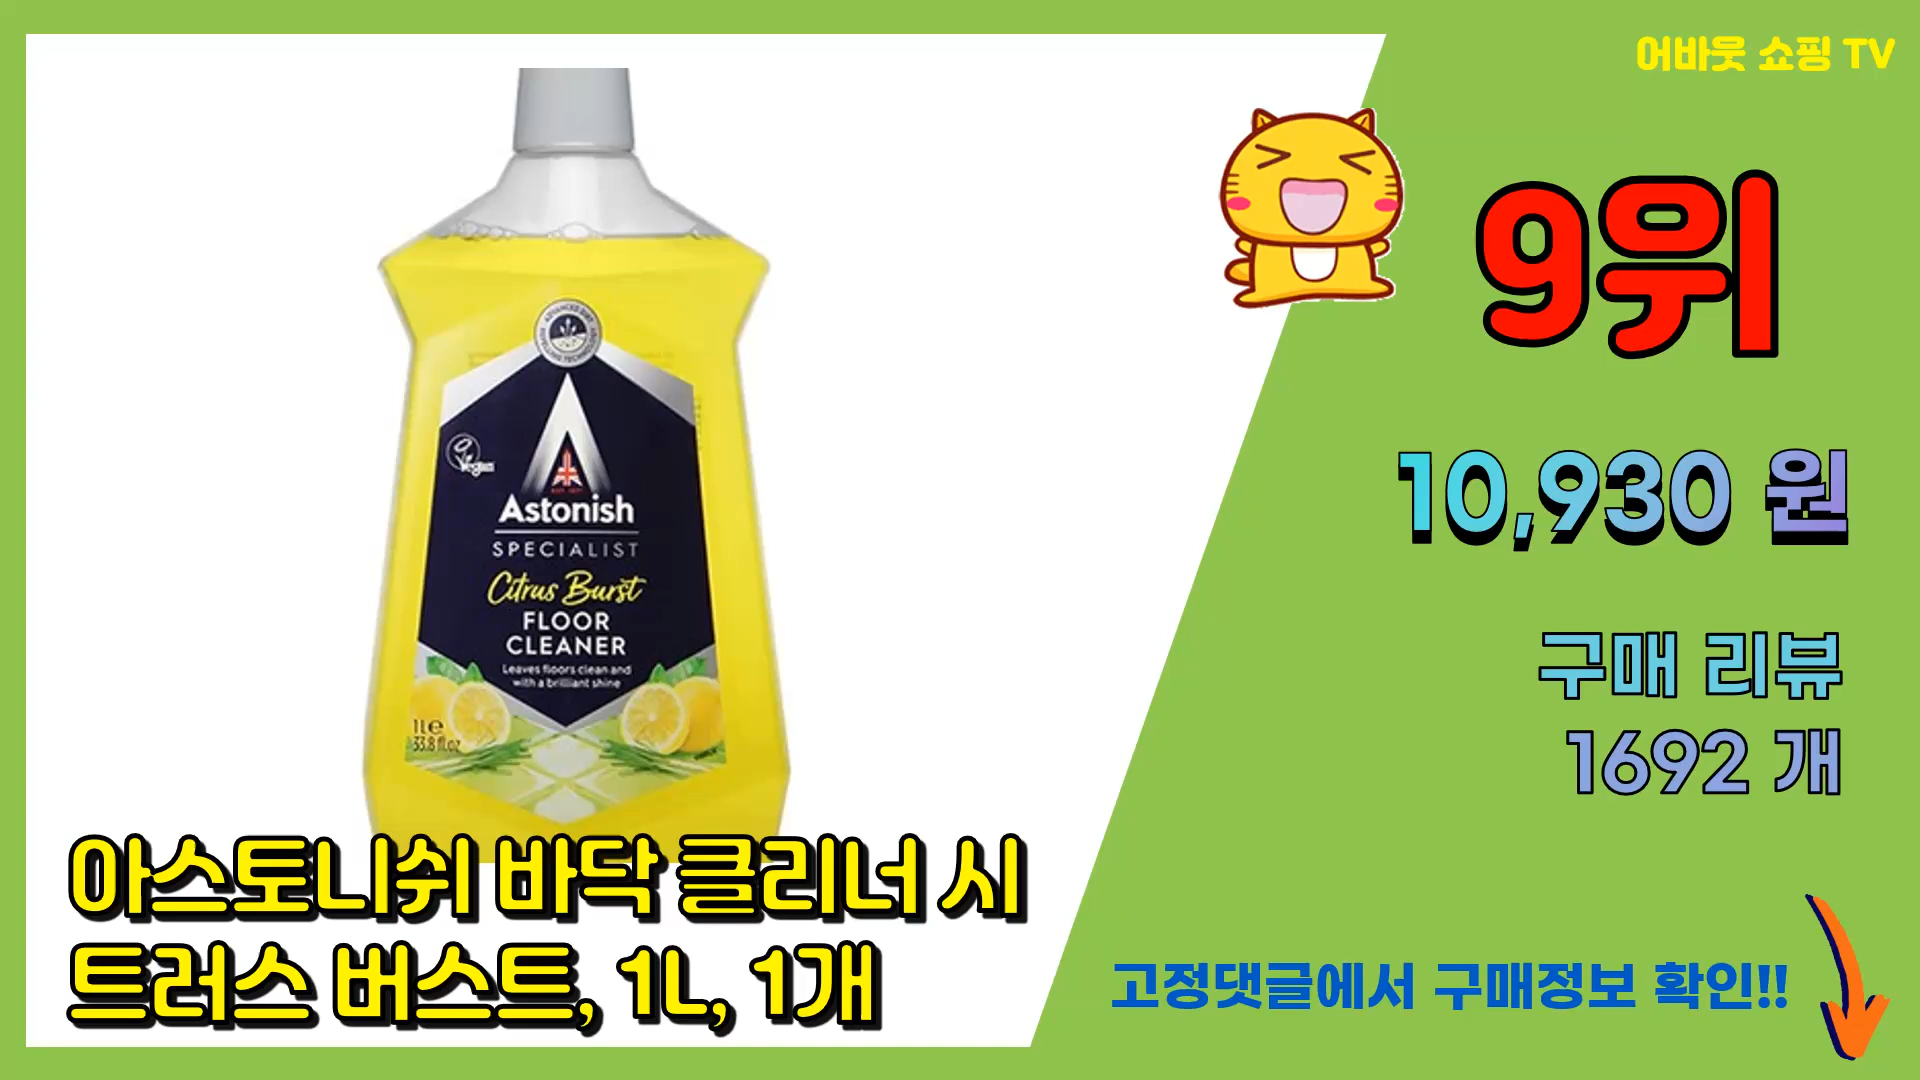 어바웃 쇼핑 TV
9위
10,930 원
구매 리뷰
1692 개
Vegan
Astonish
SPECIALIST
Citrus Burst
FLOOR
CLEANER
Leaves floors clean and
with a brilliant shine
1L e
33.8 fl.oz
아스토니쉬 바닥 클리너 시
트러스 버스트, 1L, 1개
고정댓글에서 구매정보 확인!!